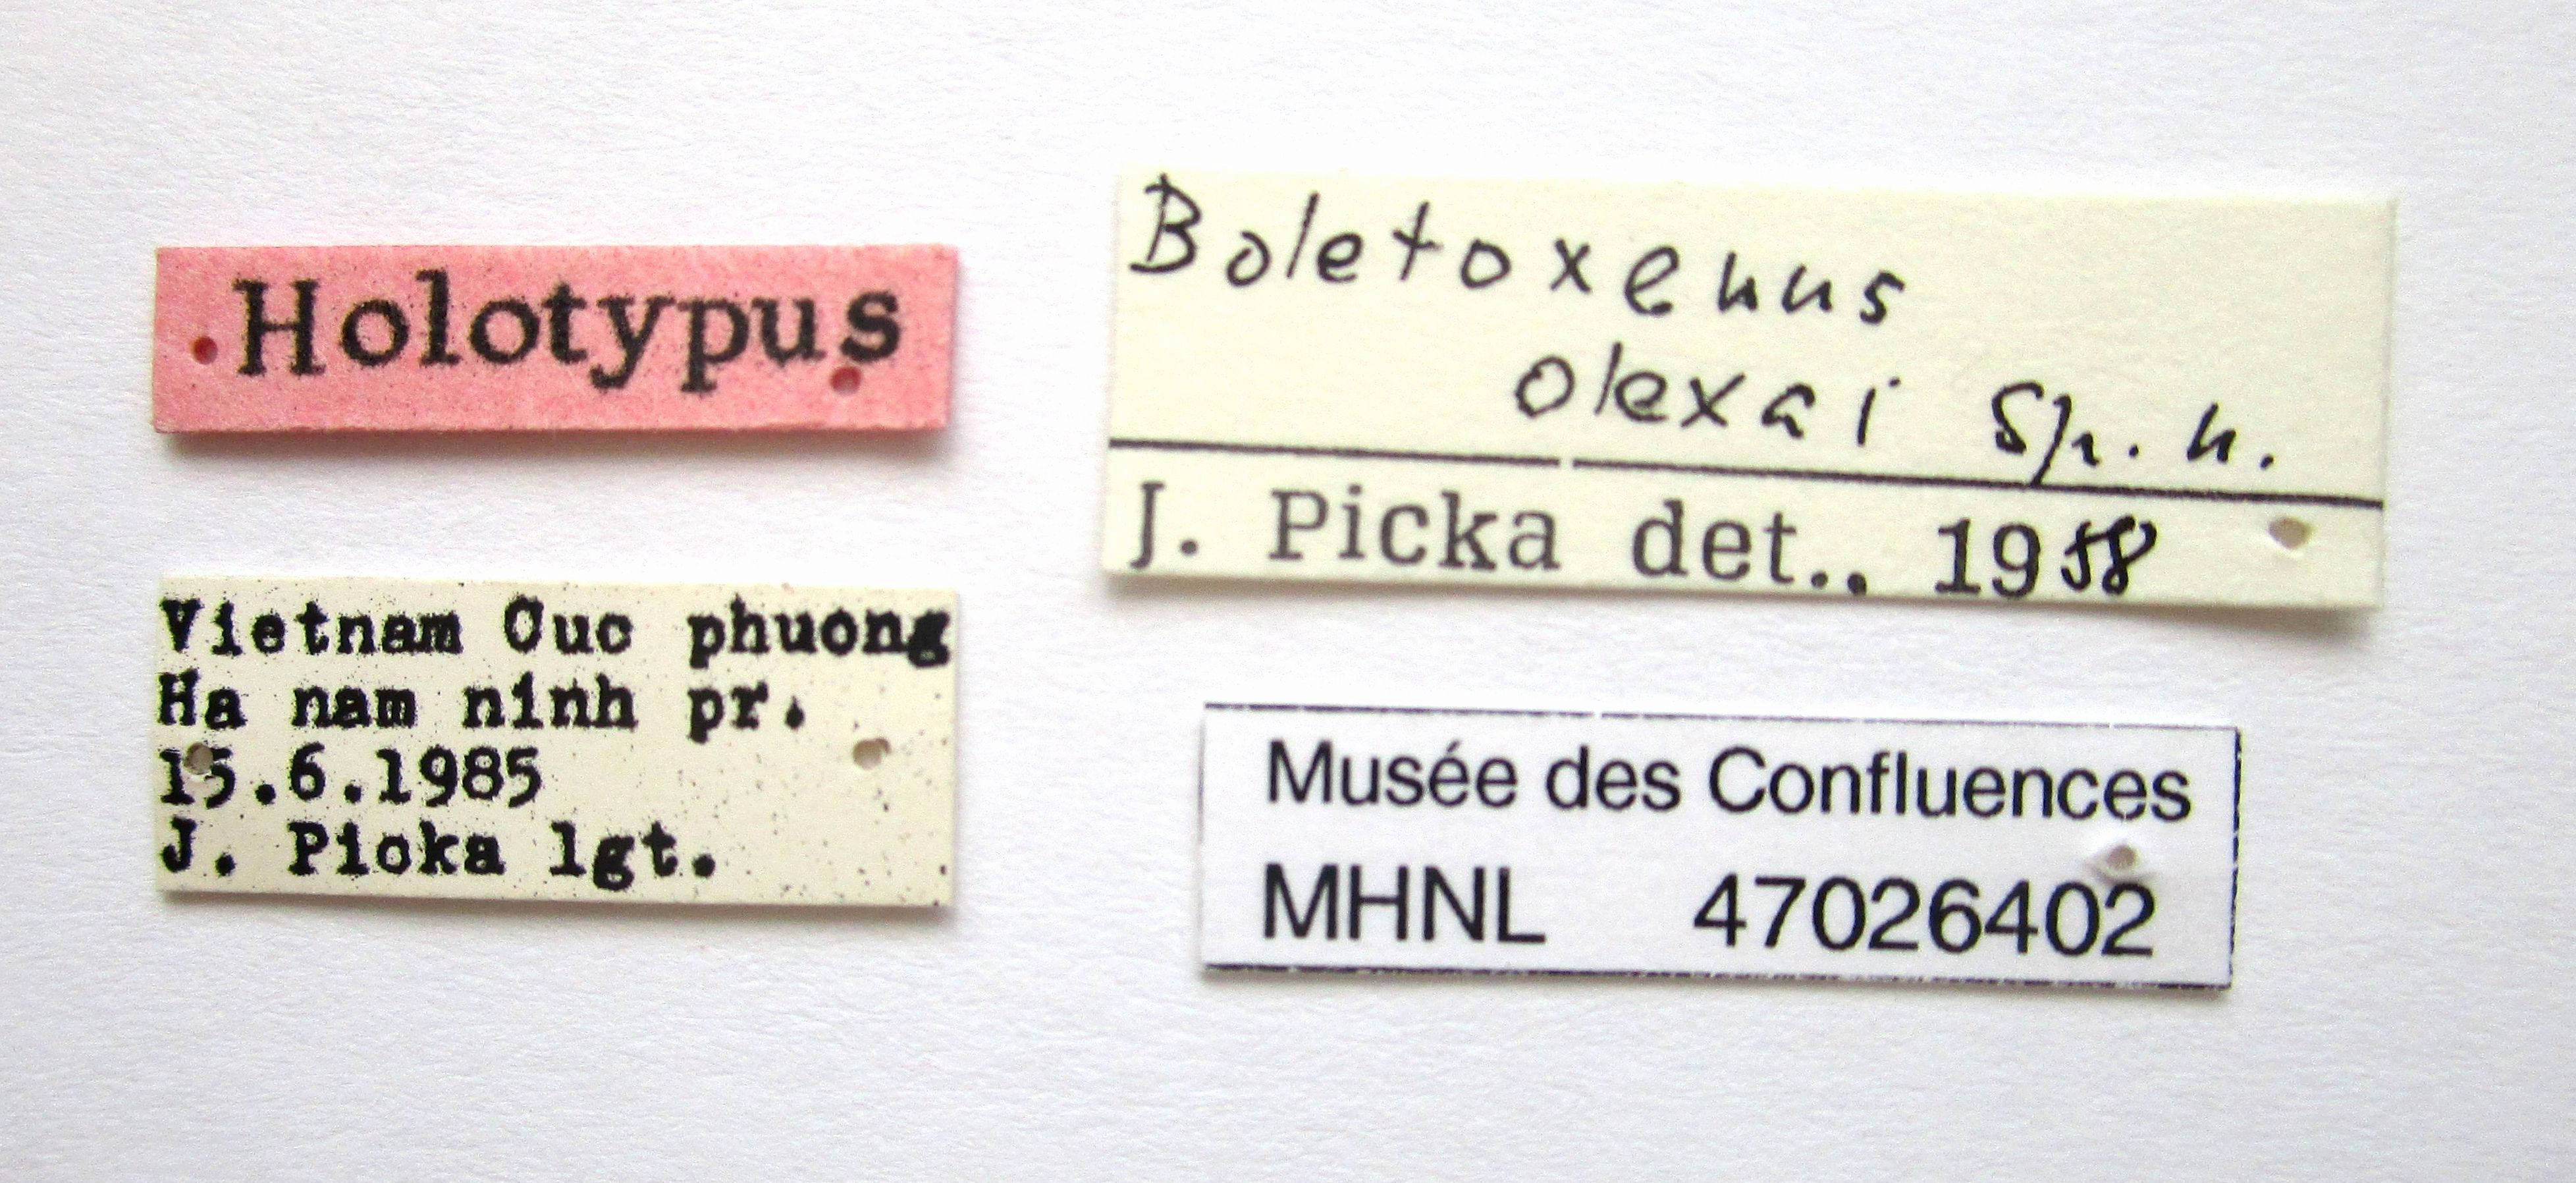 Holotypus
Vietnam Cuc phuong
Ha nam ninh pr.
15.6.1985
J. Picka lgt.
Boletoxenus
olexai sp. n.
J. Picka det., 1988
Musée des Confluences
MHNL 47026402